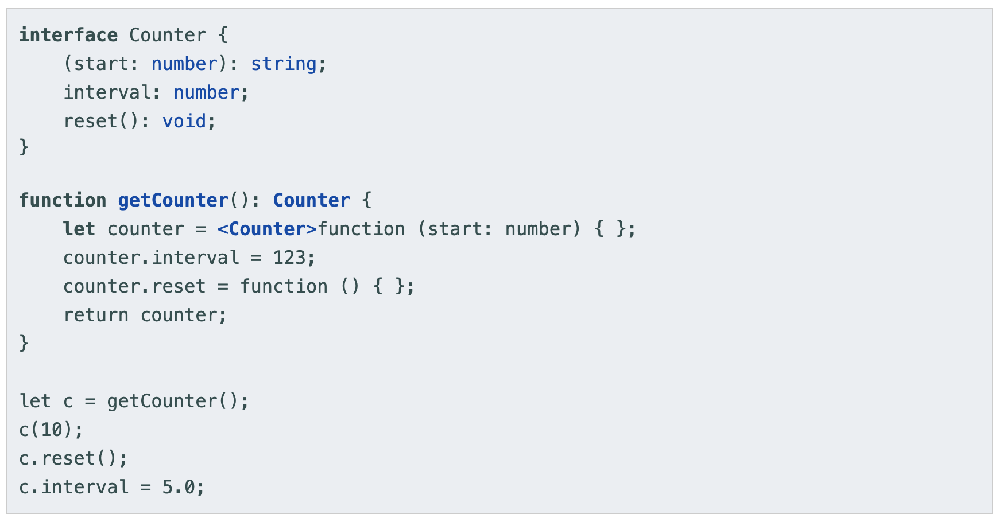 interface Counter {
    (start: number): string;
    interval: number;
    reset(): void;
}

function getCounter(): Counter {
    let counter = <Counter>function (start: number) { };
    counter.interval = 123;
    counter.reset = function () { };
    return counter;
}

let c = getCounter();
c(10);
c.reset();
c.interval = 5.0;